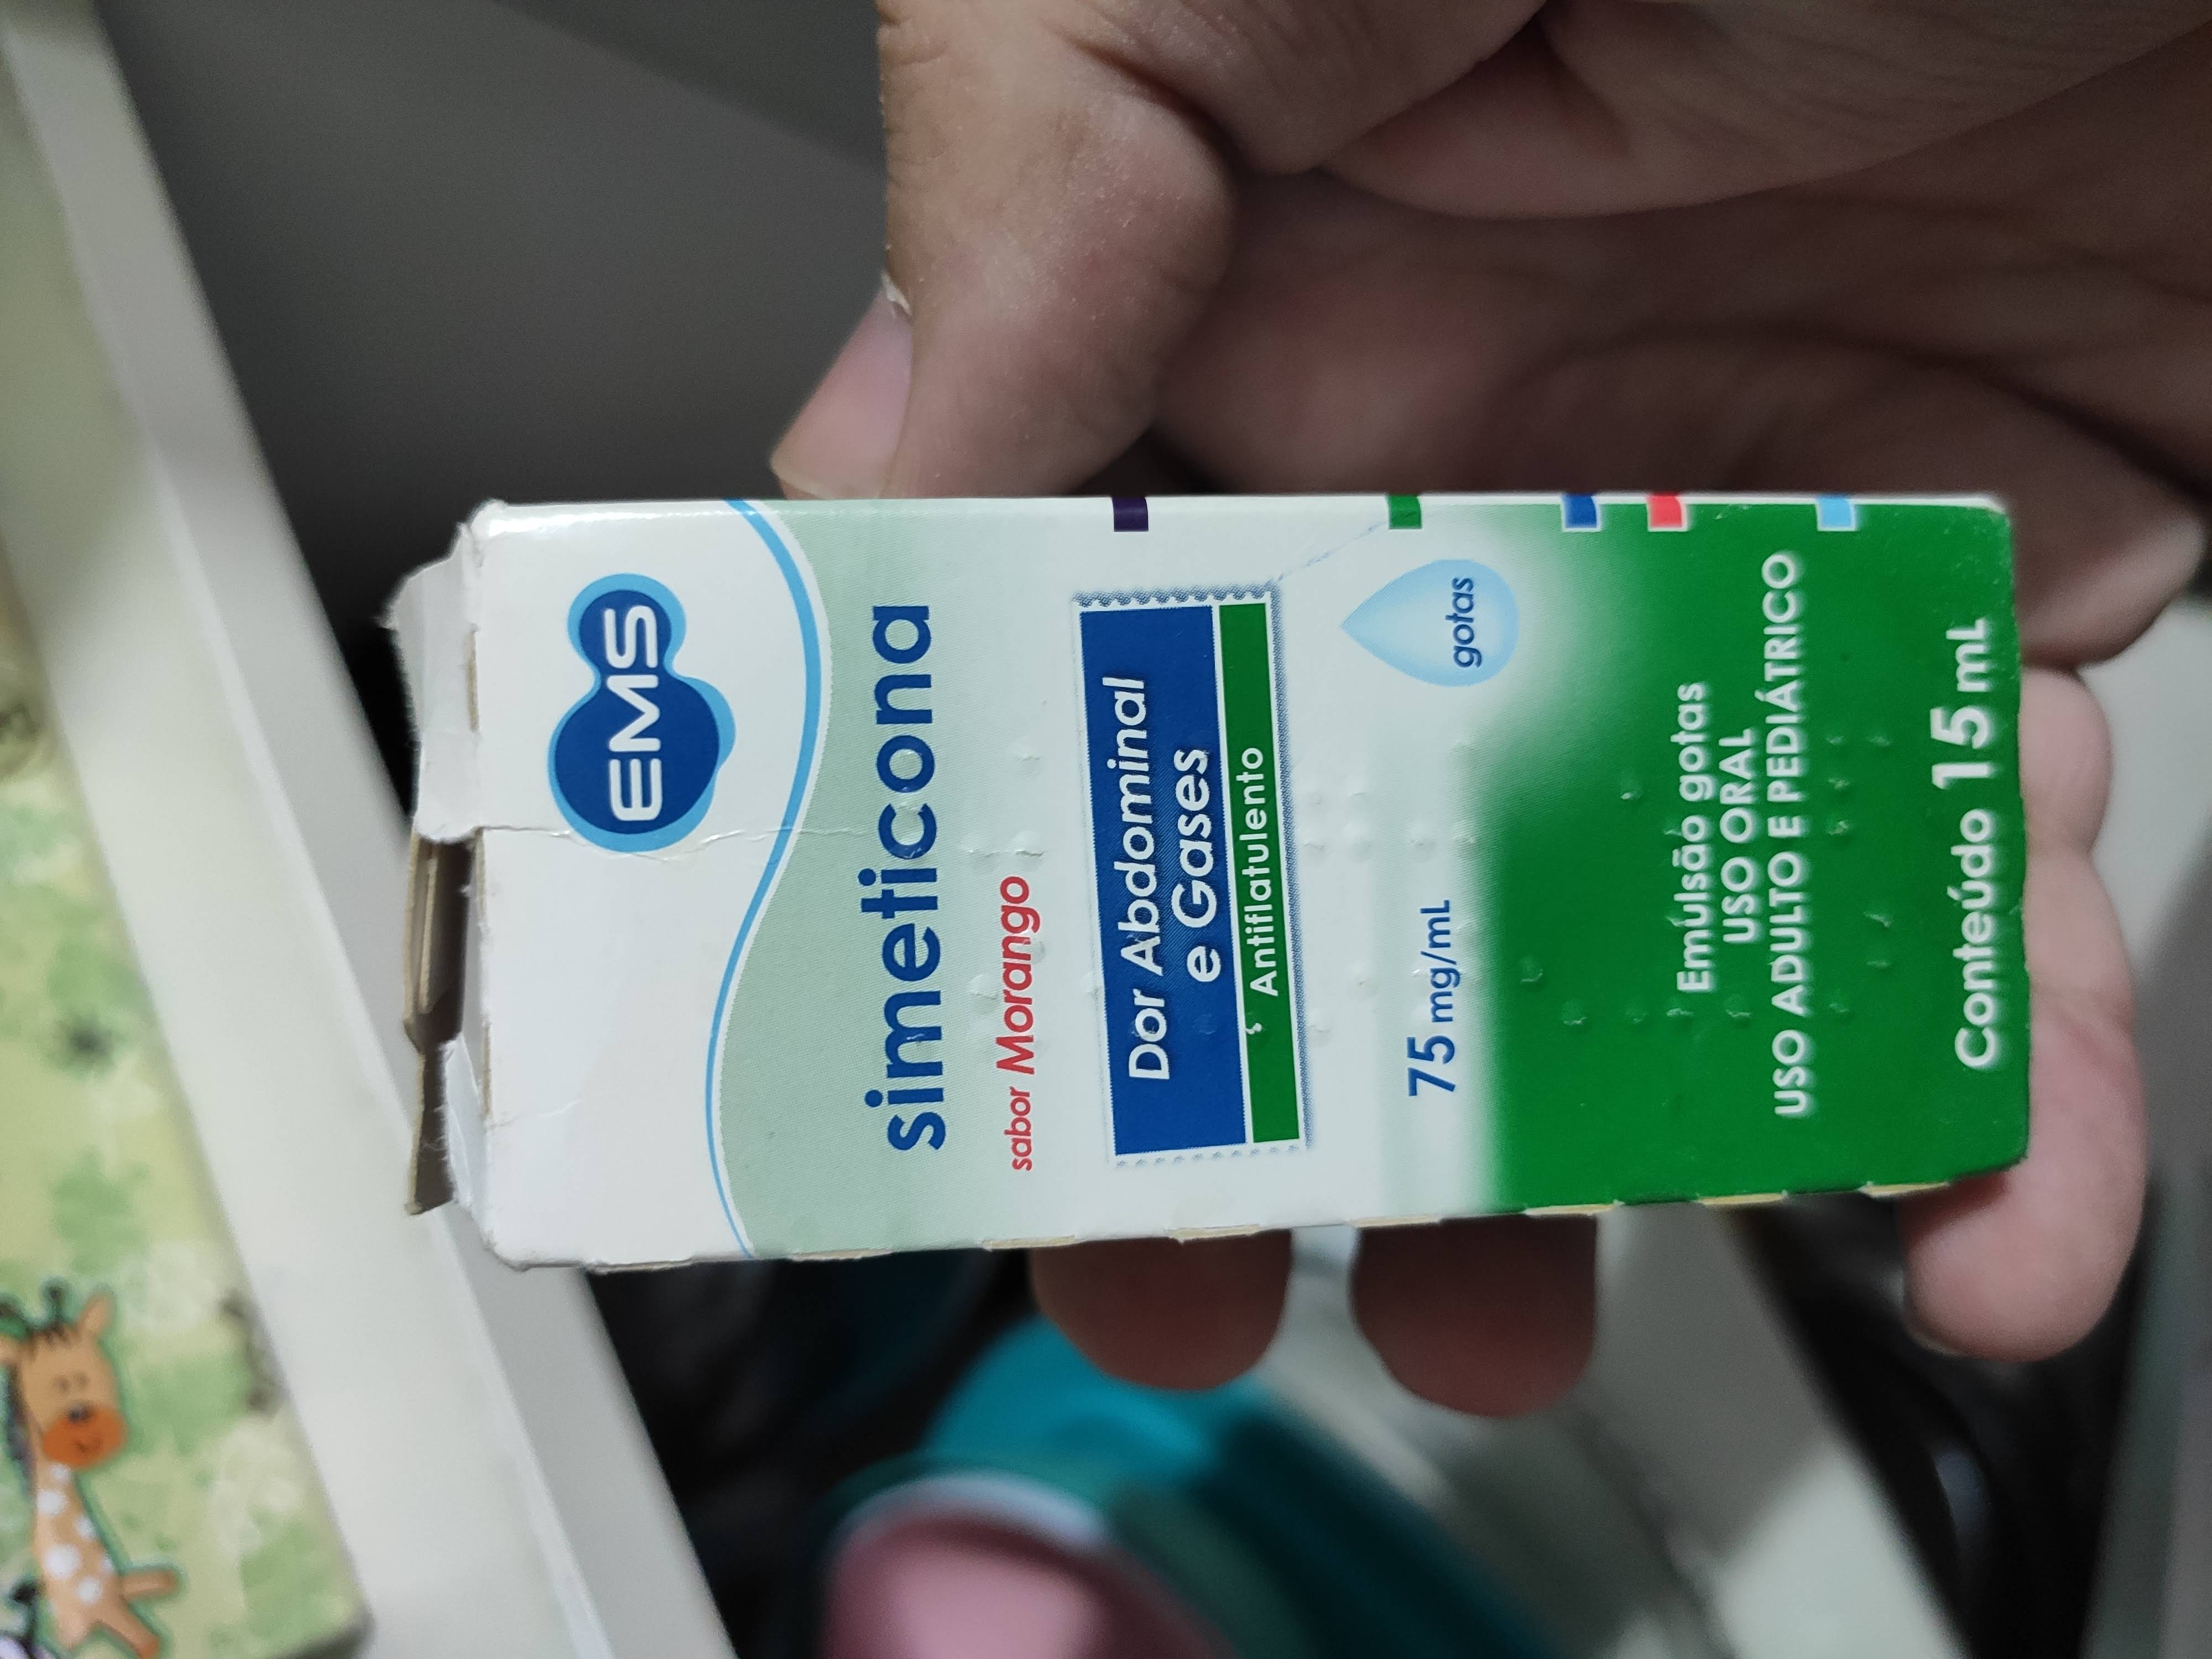 EMS
simeticona
sabor Morango
Dor Abdominal
e Gases
Antiflatulento
75 mg/mL
gotas
Emulsão gotas
USO ORAL
USO ADULTO E PEDIÁTRICO
Conteúdo 15 mL